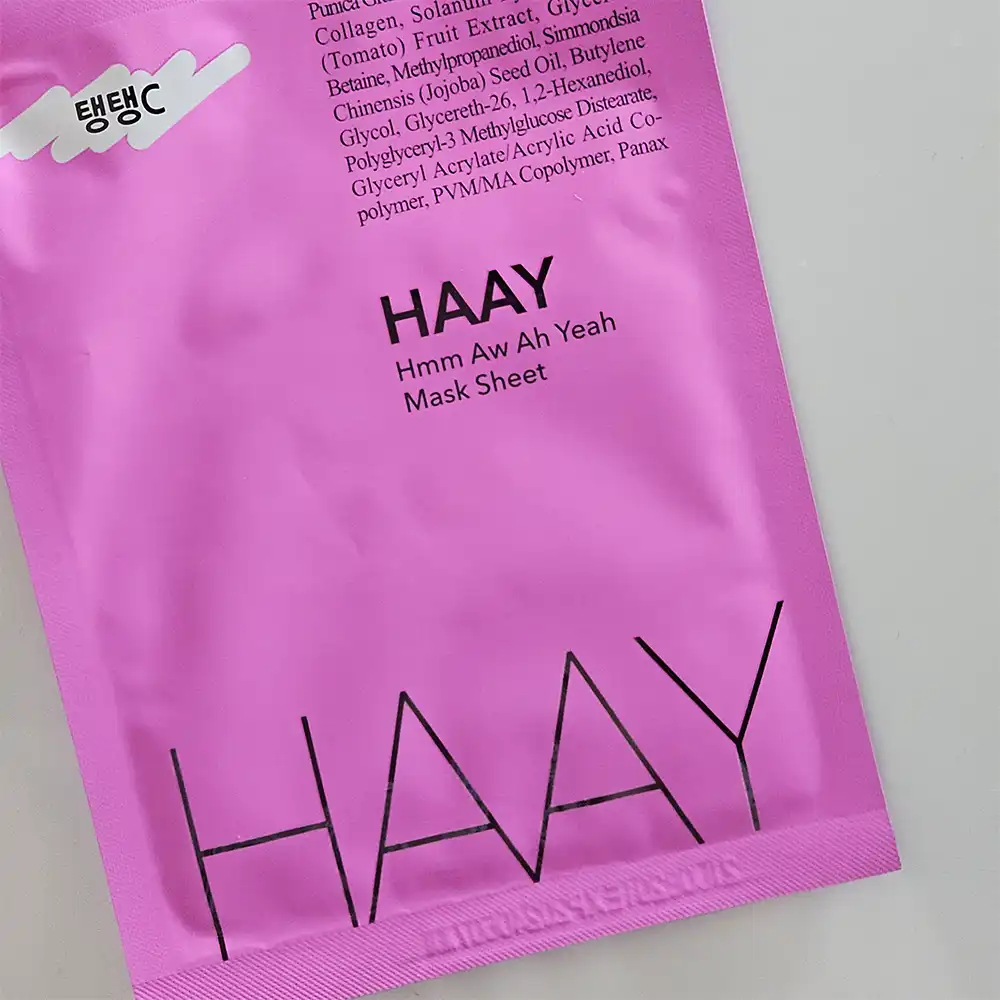 탱탱C
Collagen, Solanum
(Tomato) Fruit Extract,
Betaine, Methylpropanediol, Simmondsia
Chinensis (Jojoba) Seed Oil, Butylene
Glycol, Glycereth-26, 1,2-Hexanediol,
Polyglyceryl-3 Methylglucose Distearate,
Glyceryl Acrylate/Acrylic Acid Co-
polymer, PVM/MA Copolymer, Panax
HAAY
Hmm Aw Ah Yeah
Mask Sheet
HAAY